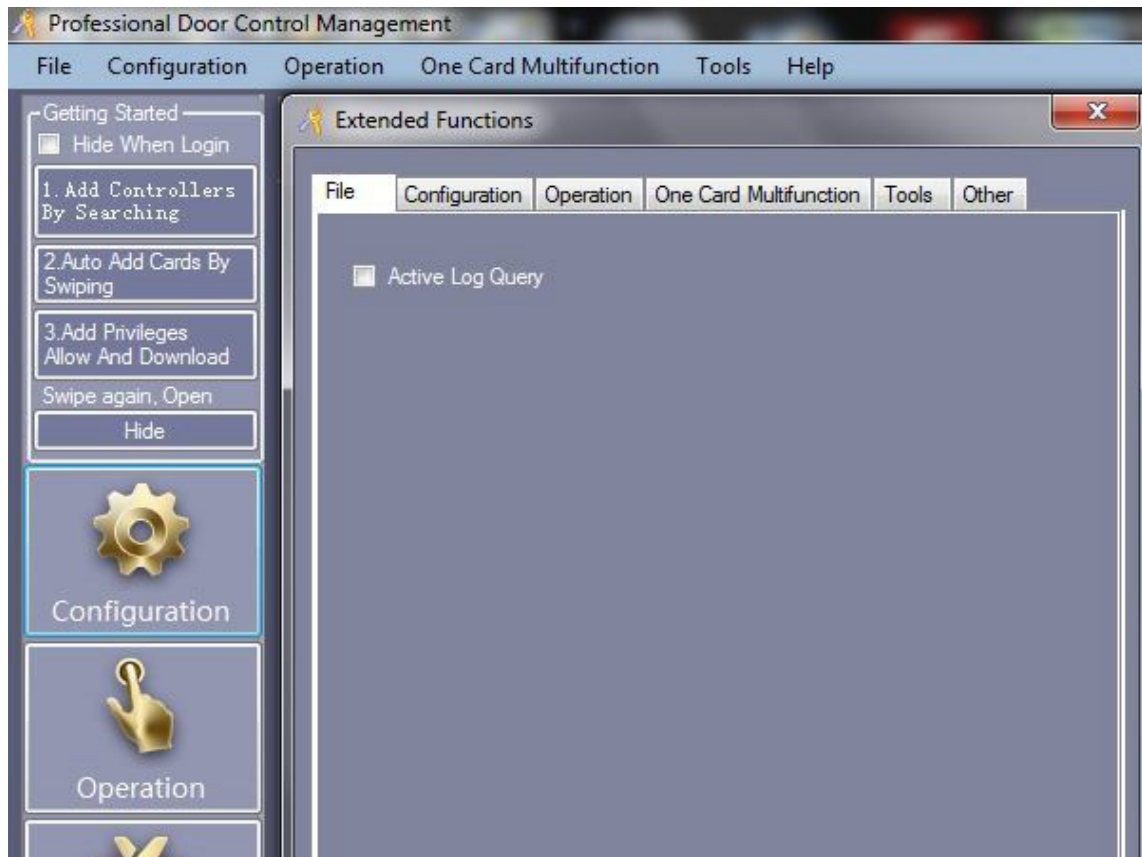 Professional Door Control Management
File Configuration Operation One Card Multifunction Tools Help
Getting Started
Hide When Login
1. Add Controllers
By Searching
2.Auto Add Cards By
Swiping
3.Add Privileges
Allow And Download
Swipe again, Open
Hide
Configuration
Operation
Extended Functions
File Configuration Operation One Card Multifunction Tools Other
Active Log Query